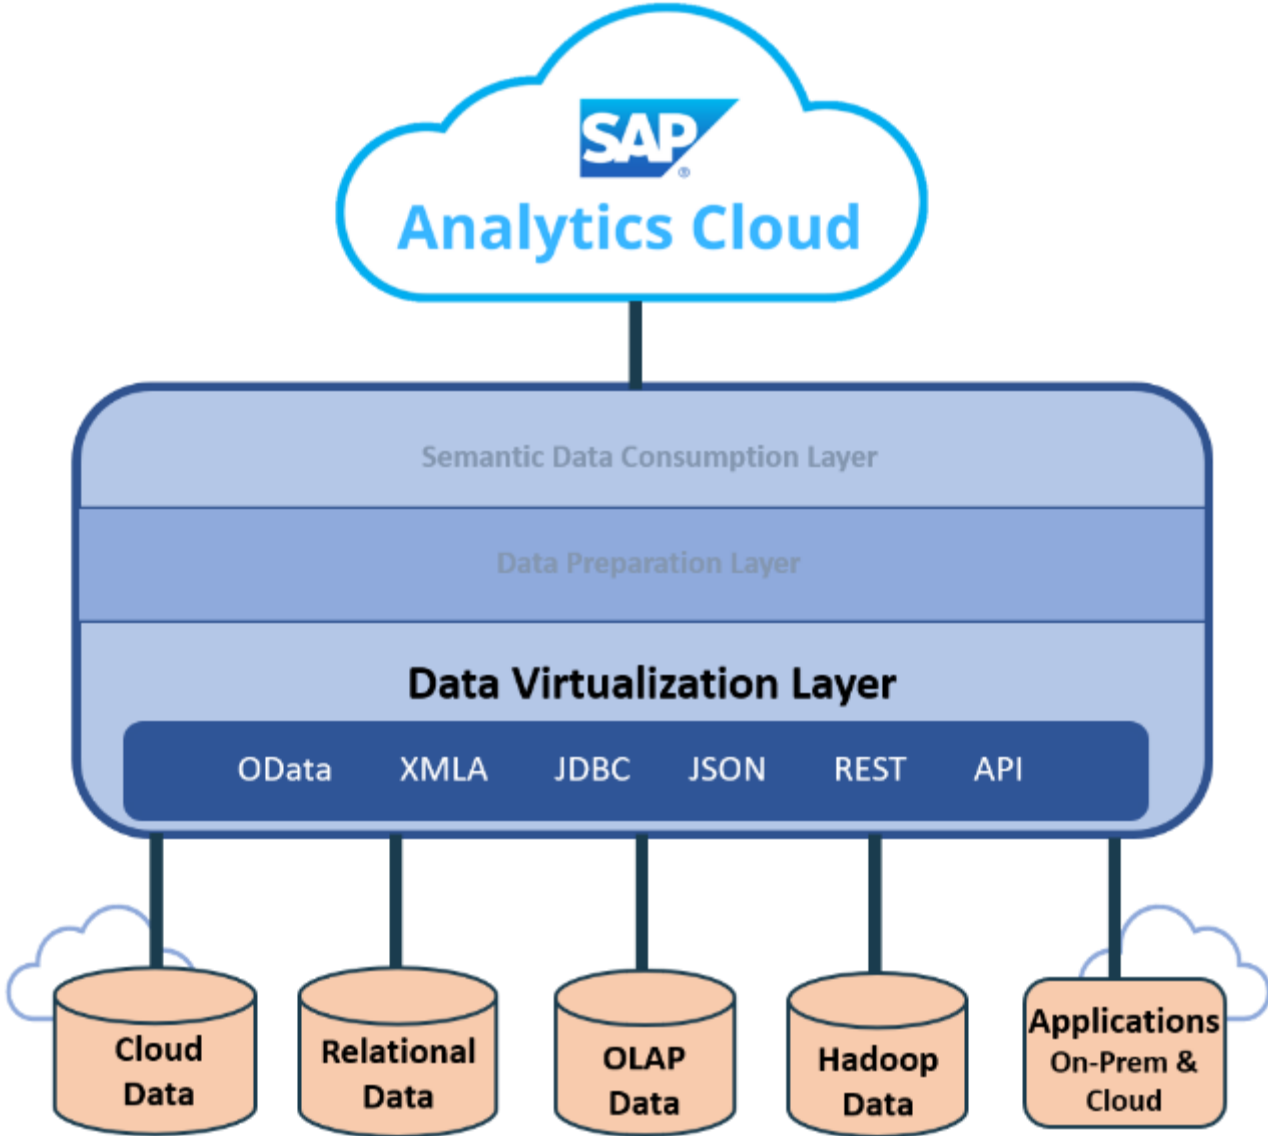 SAP
®
Analytics Cloud
Semantic Data Consumption Layer
Data Preparation Layer
Data Virtualization Layer
OData XMLA JDBC JSON REST API
Cloud
Data
Relational
Data
OLAP
Data
Hadoop
Data
Applications
On-Prem &
Cloud